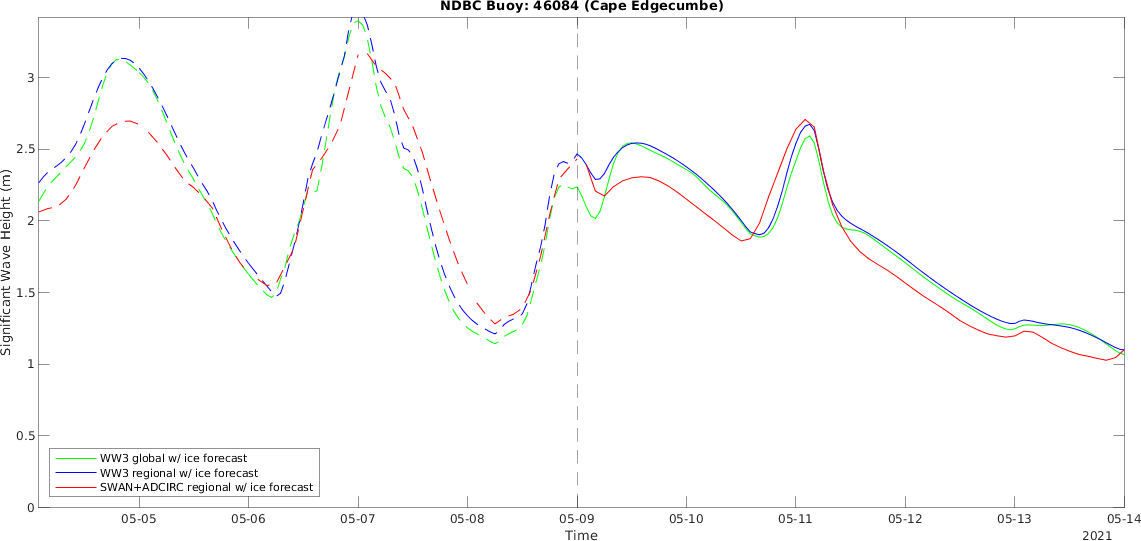 NDBC Buoy: 46084 (Cape Edgecumbe)
Significant Wave Height (m)
3
2.5
2
1.5
1
0.5
0
WW3 global w/ ice forecast
WW3 regional w/ ice forecast
SWAN+ADCIRC regional w/ ice forecast
05-05 05-06 05-07 05-08 05-09 05-10 05-11 05-12 05-13 05-14
Time
2021